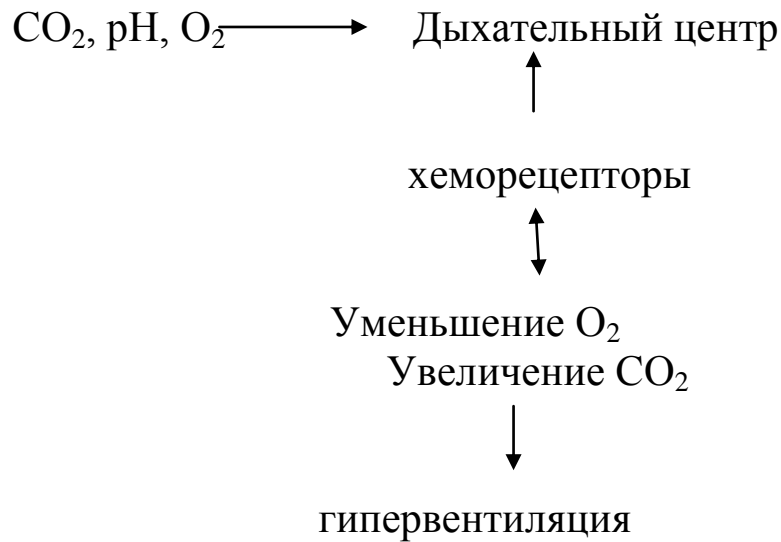 CO₂, pH, O₂ Дыхательный центр
хеморецепторы
Уменьшение O₂
Увеличение CO₂
гипервентиляция